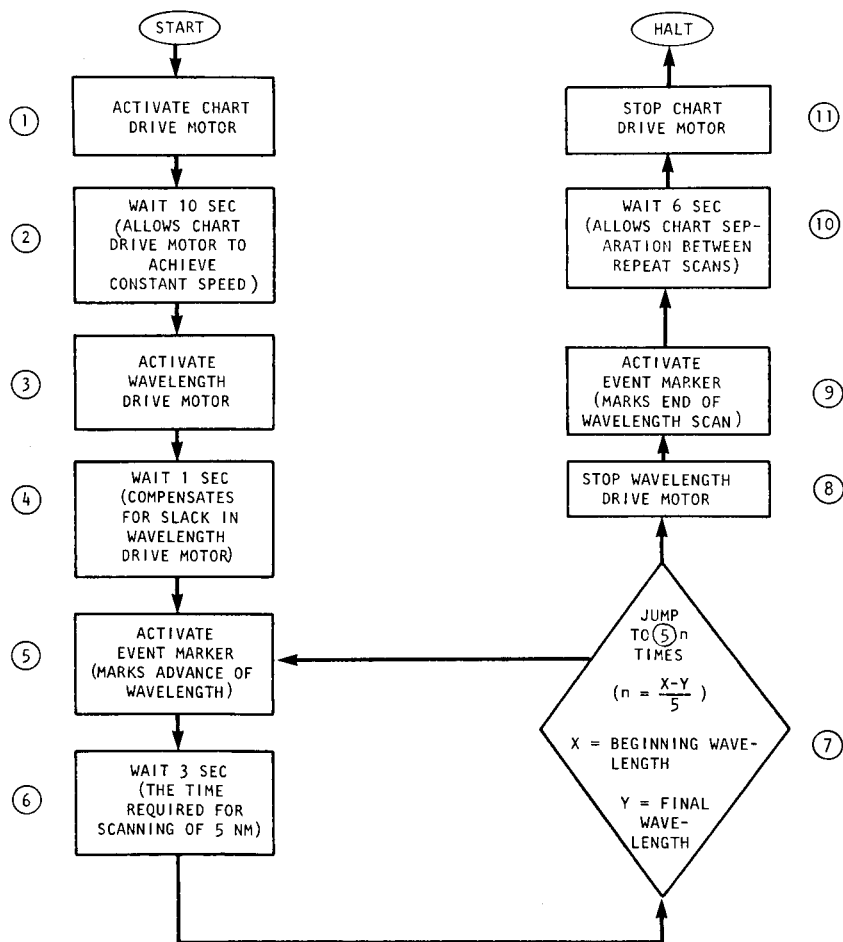 START
①
ACTIVATE CHART
DRIVE MOTOR
②
WAIT 10 SEC
(ALLOWS CHART
DRIVE MOTOR TO
ACHIEVE
CONSTANT SPEED)
③
ACTIVATE
WAVELENGTH
DRIVE MOTOR
④
WAIT 1 SEC
(COMPENSATES
FOR SLACK IN
WAVELENGTH
DRIVE MOTOR)
⑤
ACTIVATE
EVENT MARKER
(MARKS ADVANCE OF
WAVELENGTH)
⑥
WAIT 3 SEC
(THE TIME
REQUIRED FOR
SCANNING OF 5 NM)
JUMP
TO ⑤ n
TIMES
(n = X-Y
5 )
X = BEGINNING WAVE-
LENGTH
Y = FINAL
WAVE-
LENGTH
⑦
STOP WAVELENGTH
DRIVE MOTOR
⑧
ACTIVATE
EVENT MARKER
(MARKS END OF
WAVELENGTH SCAN)
⑨
WAIT 6 SEC
(ALLOWS CHART SEP-
ARATION BETWEEN
REPEAT SCANS)
⑩
STOP CHART
DRIVE MOTOR
⑪
HALT